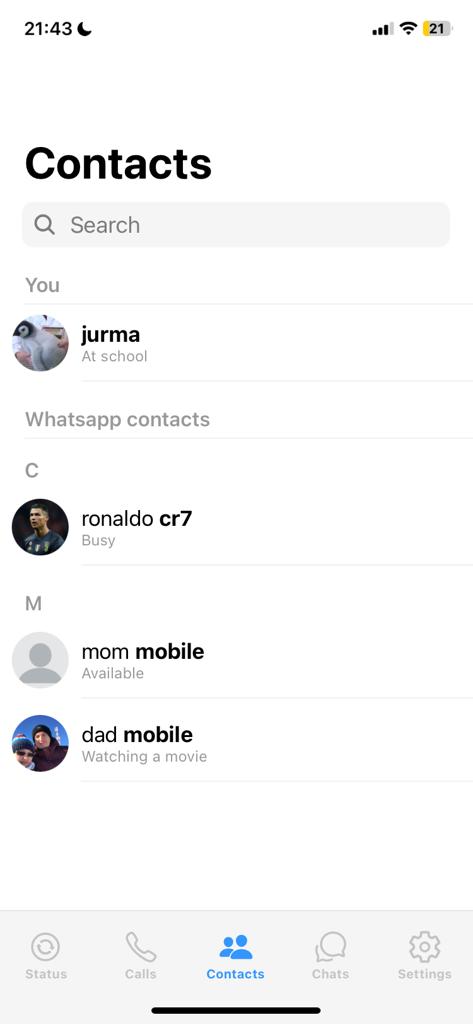 21:43
21
Contacts
Search
You
jurma
At school
Whatsapp contacts
C
ronaldo cr7
Busy
M
mom mobile
Available
dad mobile
Watching a movie
Status
Calls
Contacts
Chats
Settings